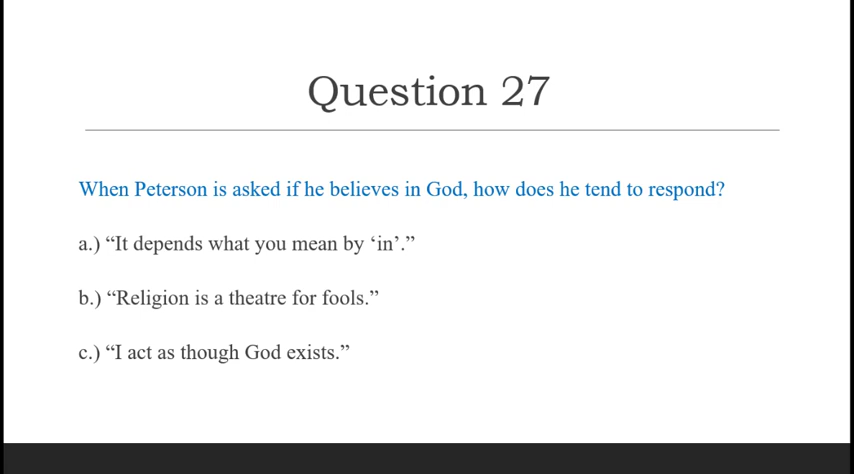 Question 27
When Peterson is asked if he believes in God, how does he tend to respond?
a.) “It depends what you mean by ‘in’.”
b.) “Religion is a theatre for fools.”
c.) “I act as though God exists.”